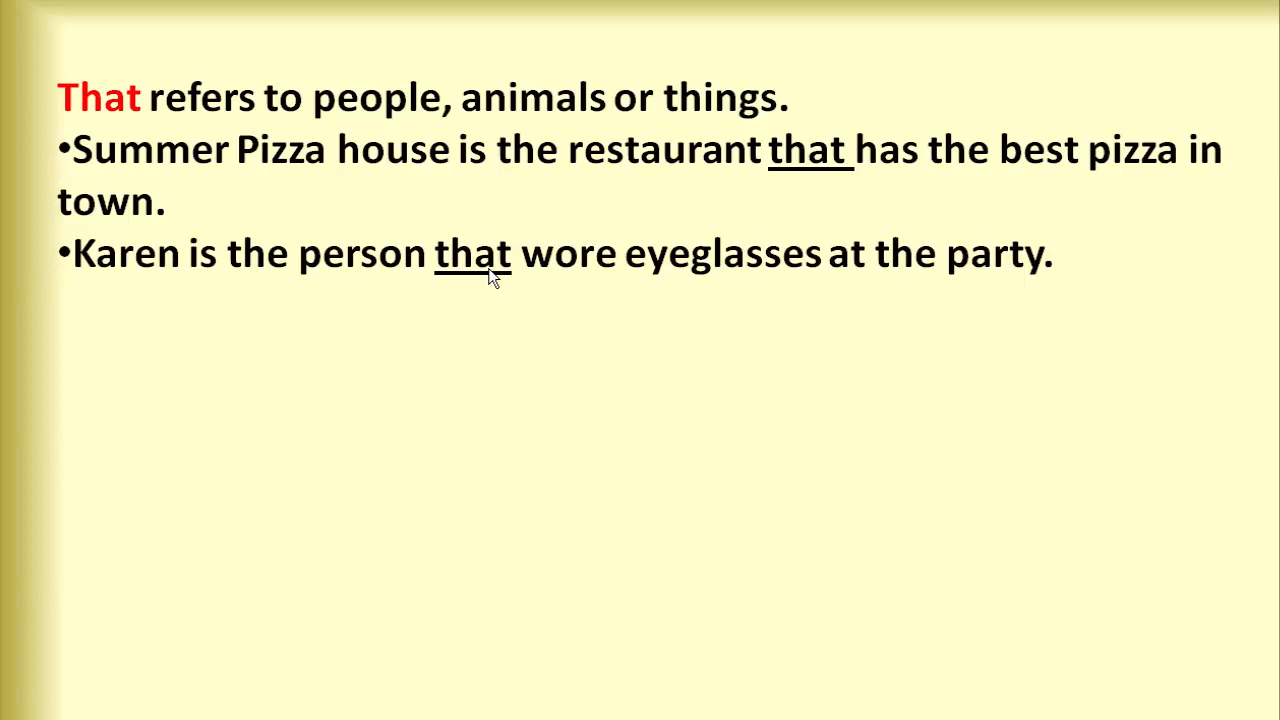 That refers to people, animals or things.
•Summer Pizza house is the restaurant that has the best pizza in
town.
•Karen is the person that wore eyeglasses at the party.